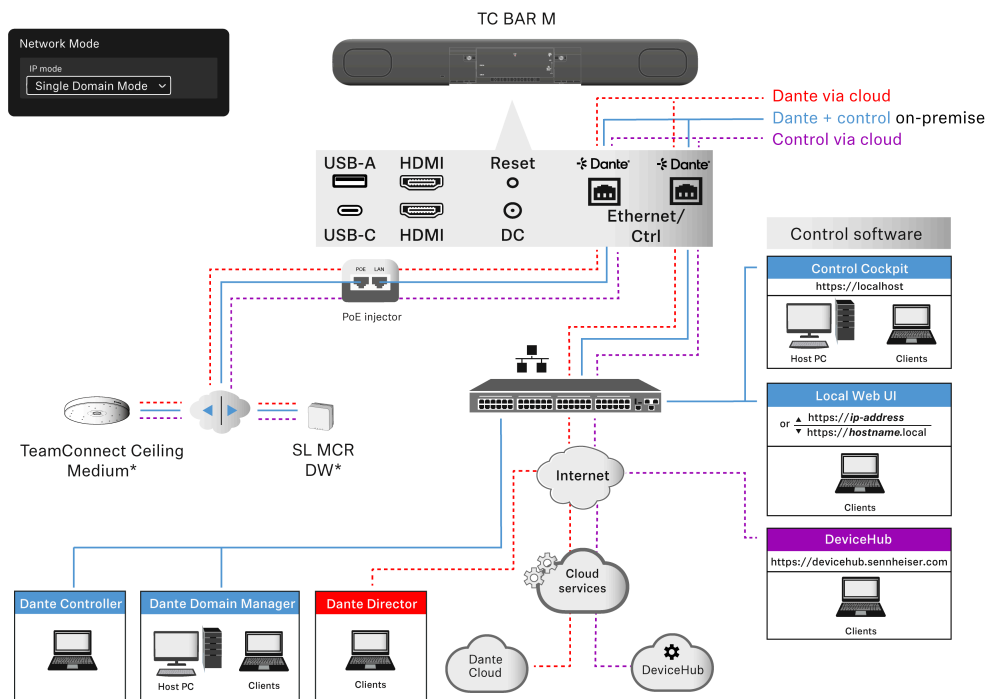 TC BAR M
Network Mode
IP mode
Single Domain Mode
Dante via cloud
Dante + control on-premise
Control via cloud
USB-A
HDMI
Reset
Dante
Dante
USB-C
HDMI
DC
Ethernet/
Ctrl
POE
LAN
PoE injector
Control software
Control Cockpit
https://localhost
Host PC
Clients
Local Web UI
or
https://ip-address
https://hostname.local
Clients
DeviceHub
https://devicehub.sennheiser.com
Clients
TeamConnect Ceiling
Medium*
SL MCR
DW*
Internet
Cloud
services
Dante Controller
Dante Domain Manager
Host PC
Clients
Dante Director
Clients
Dante
Cloud
DeviceHub